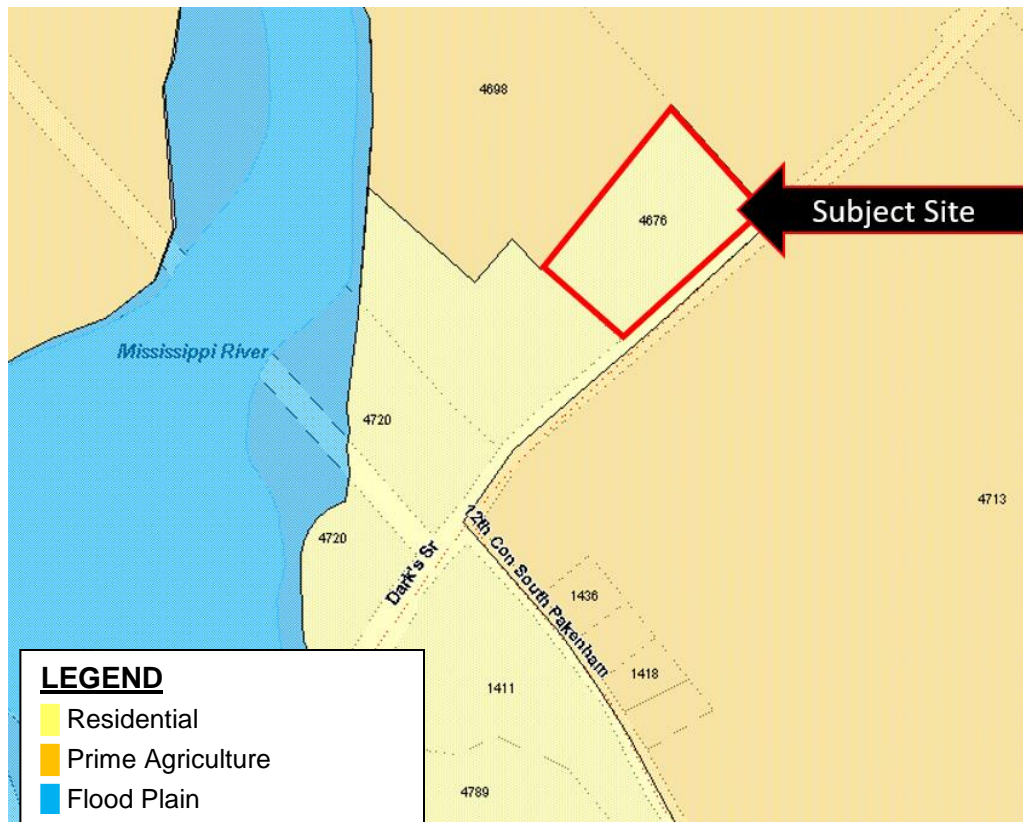 4698
4676
Subject Site
Mississippi River
4720
4713
4720
Dark's Sr
12th Con South Pakenham
1436
1418
1411
4789
LEGEND
Residential
Prime Agriculture
Flood Plain